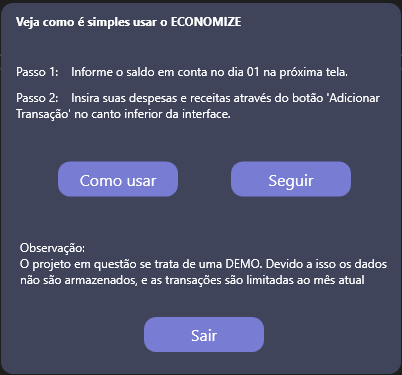 Veja como é simples usar o ECONOMIZE
Passo 1: Informe o saldo em conta no dia 01 na próxima tela.
Passo 2: Insira suas despesas e receitas através do botão 'Adicionar
Transação' no canto inferior da interface.
Como usar
Seguir
Observação:
O projeto em questão se trata de uma DEMO. Devido a isso os dados
não são armazenados, e as transações são limitadas ao mês atual
Sair